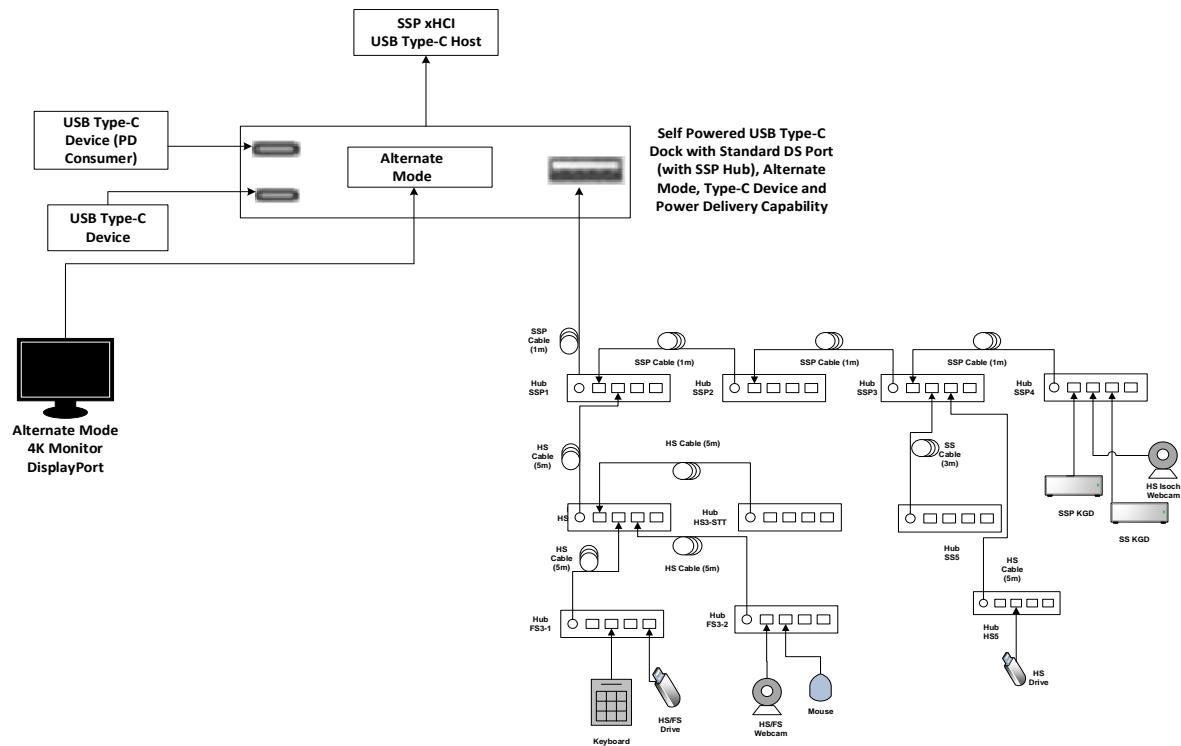 SSP xHCI
USB Type-C Host
USB Type-C
Device (PD
Consumer)
Alternate
Mode
Self Powered USB Type-C
Dock with Standard DS Port
(with SSP Hub), Alternate
Mode, Type-C Device and
Power Delivery Capability
USB Type-C
Device
Alternate Mode
4K Monitor
DisplayPort
SSP
Cable
(1m)
SSP Cable (1m)
SSP Cable (1m)
SSP Cable (1m)
Hub
SSP1
Hub
SSP2
Hub
SSP3
Hub
SSP4
HS
Cable
(5m)
HS Cable (5m)
SS
Cable
(3m)
HS Isoch
Webcam
SSP KGD
SS KGD
HS
Hub
HS3-STT
Hub
SS5
HS
Cable
(5m)
HS Cable (5m)
HS
Cable
(5m)
Hub
FS3-1
Hub
FS3-2
Hub
HS5
HS
Drive
Keyboard
HS/FS
Drive
HS/FS
Webcam
Mouse